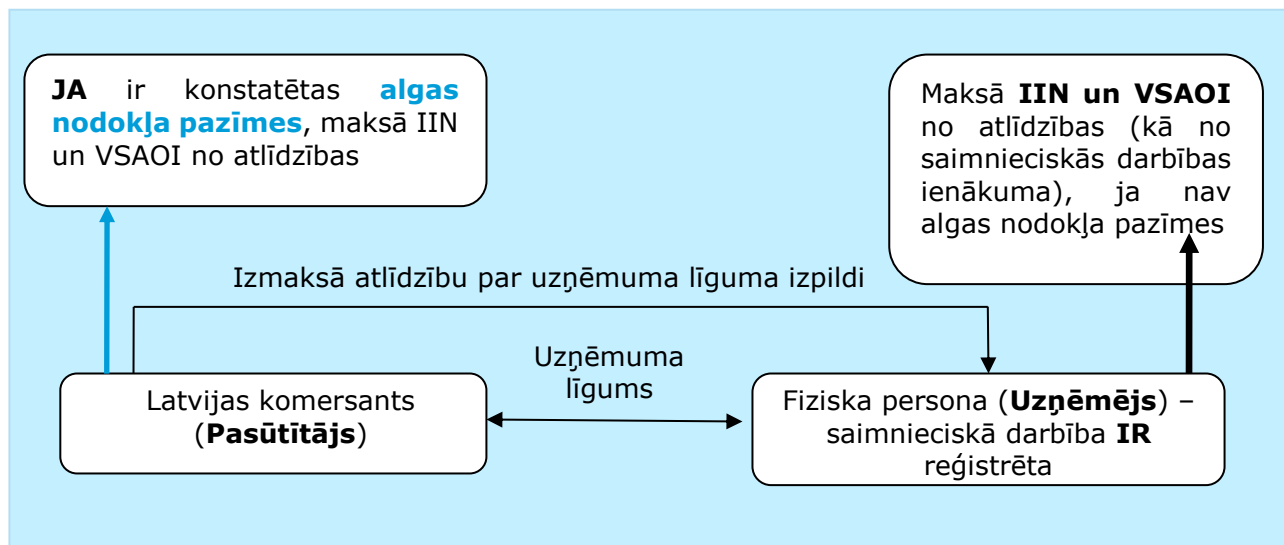 JA ir konstatētas algas
nodokļa pazīmes, maksā IIN
un VSAOI no atlīdzības
Maksā IIN un VSAOI
no atlīdzības (kā no
saimnieciskās darbības
ienākuma), ja nav
algas nodokļa pazīmes
Izmaksā atlīdzību par uzņēmuma līguma izpildi
Uzņēmuma
līgums
Latvijas komersants
(Pasūtītājs)
Fiziska persona (Uzņēmējs) –
saimnieciskā darbība IR
reģistrēta